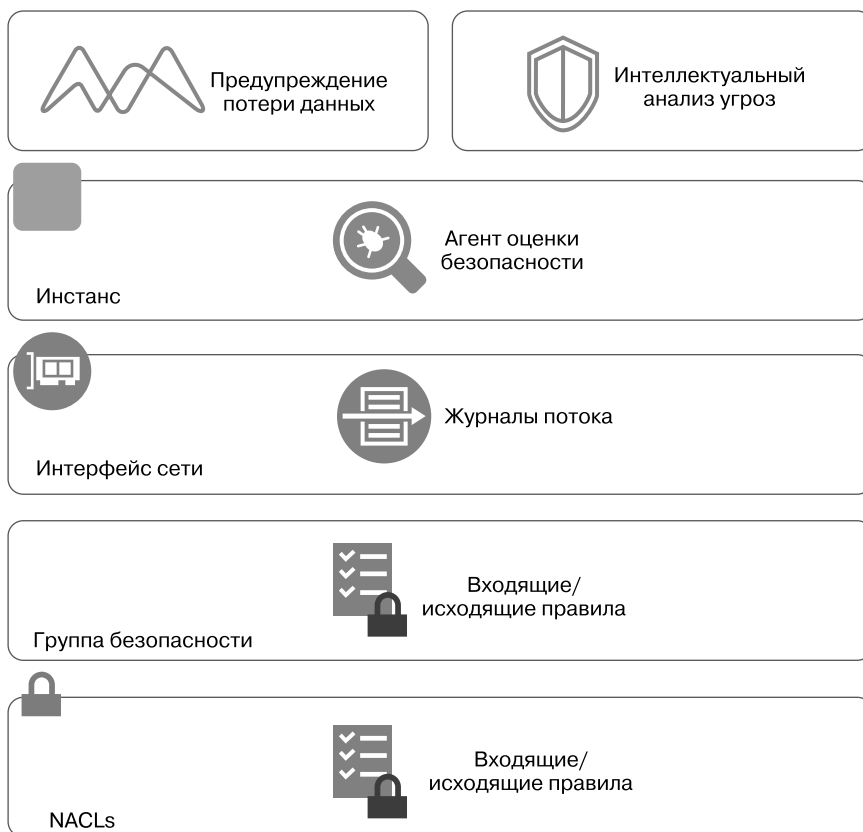 Предупреждение
потери данных
Интеллектуальный
анализ угроз
Агент оценки
безопасности
Инстанс
Журналы потока
Интерфейс сети
Входящие/
исходящие правила
Группа безопасности
Входящие/
исходящие правила
NACLs